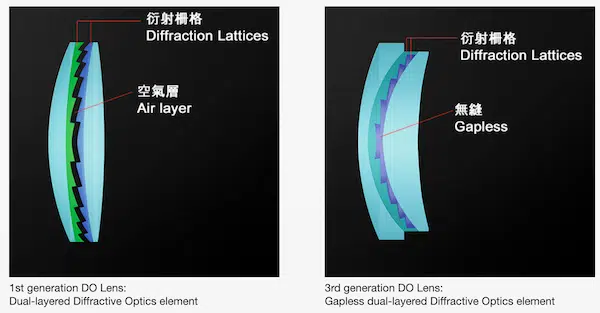 衍射柵格
Diffraction Lattices
空氣層
Air layer
1st generation DO Lens:
Dual-layered Diffractive Optics element
衍射柵格
Diffraction Lattices
無縫
Gapless
3rd generation DO Lens:
Gapless dual-layered Diffractive Optics element